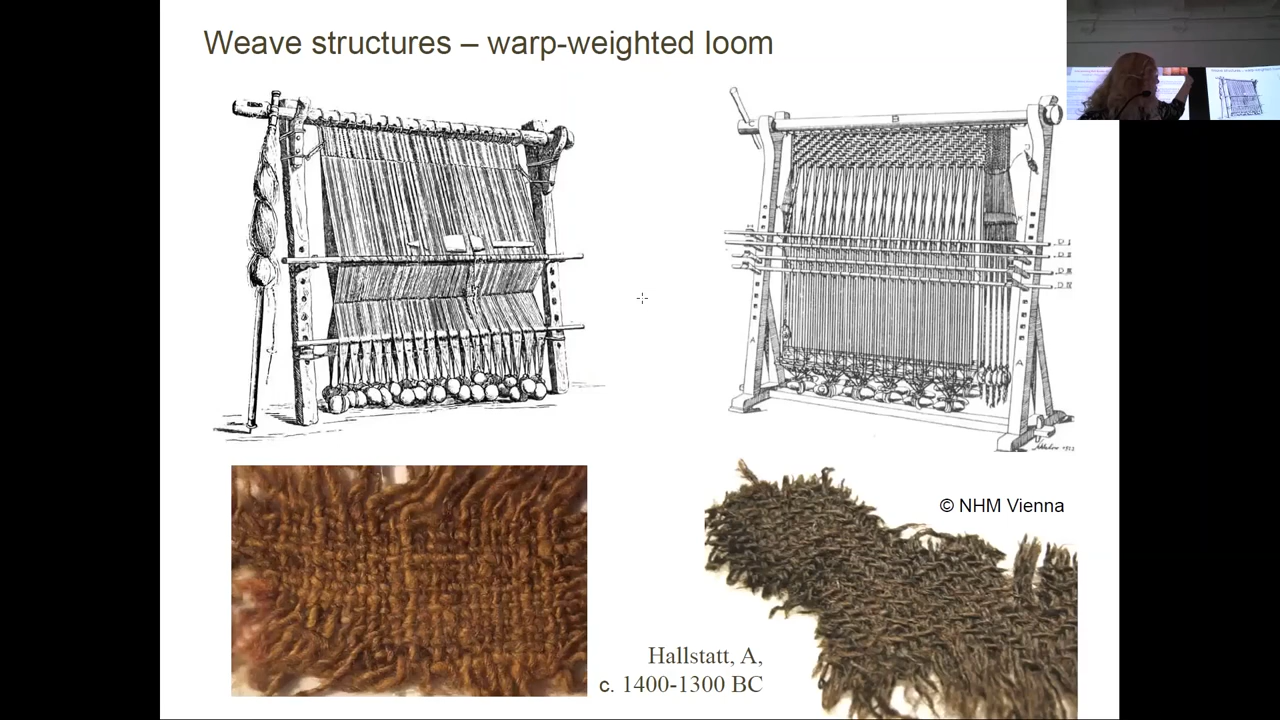 Weave structures – warp-weighted loom
© NHM Vienna
Hallstatt, A,
c. 1400-1300 BC